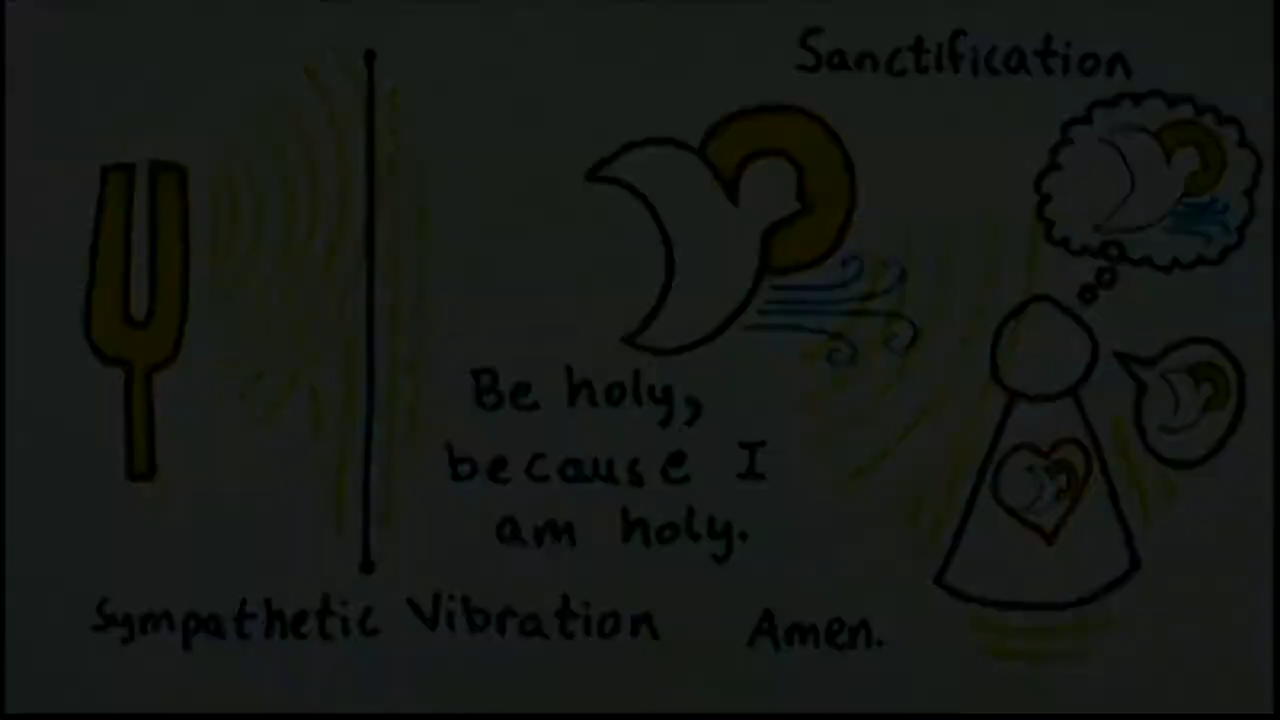 Sanctification
Be holy,
because I
am holy.
Sympathetic Vibration
Amen.